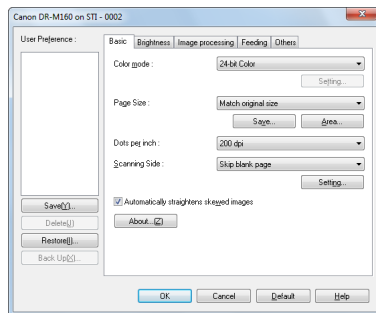 Canon DR-M160 on STI - 0002
User Preference :
Basic Brightness Image processing Feeding Others
Color mode : 24-bit Color
Setting...
Page Size : Match original size
Save... Area...
Dots per inch : 200 dpi
Scanning Side : Skip blank page
Setting...
Automatically straightens skewed images
About...(Z)
Save(Y)...
Delete(J)
Restore(I)...
Back Up(X)...
OK Cancel Default Help